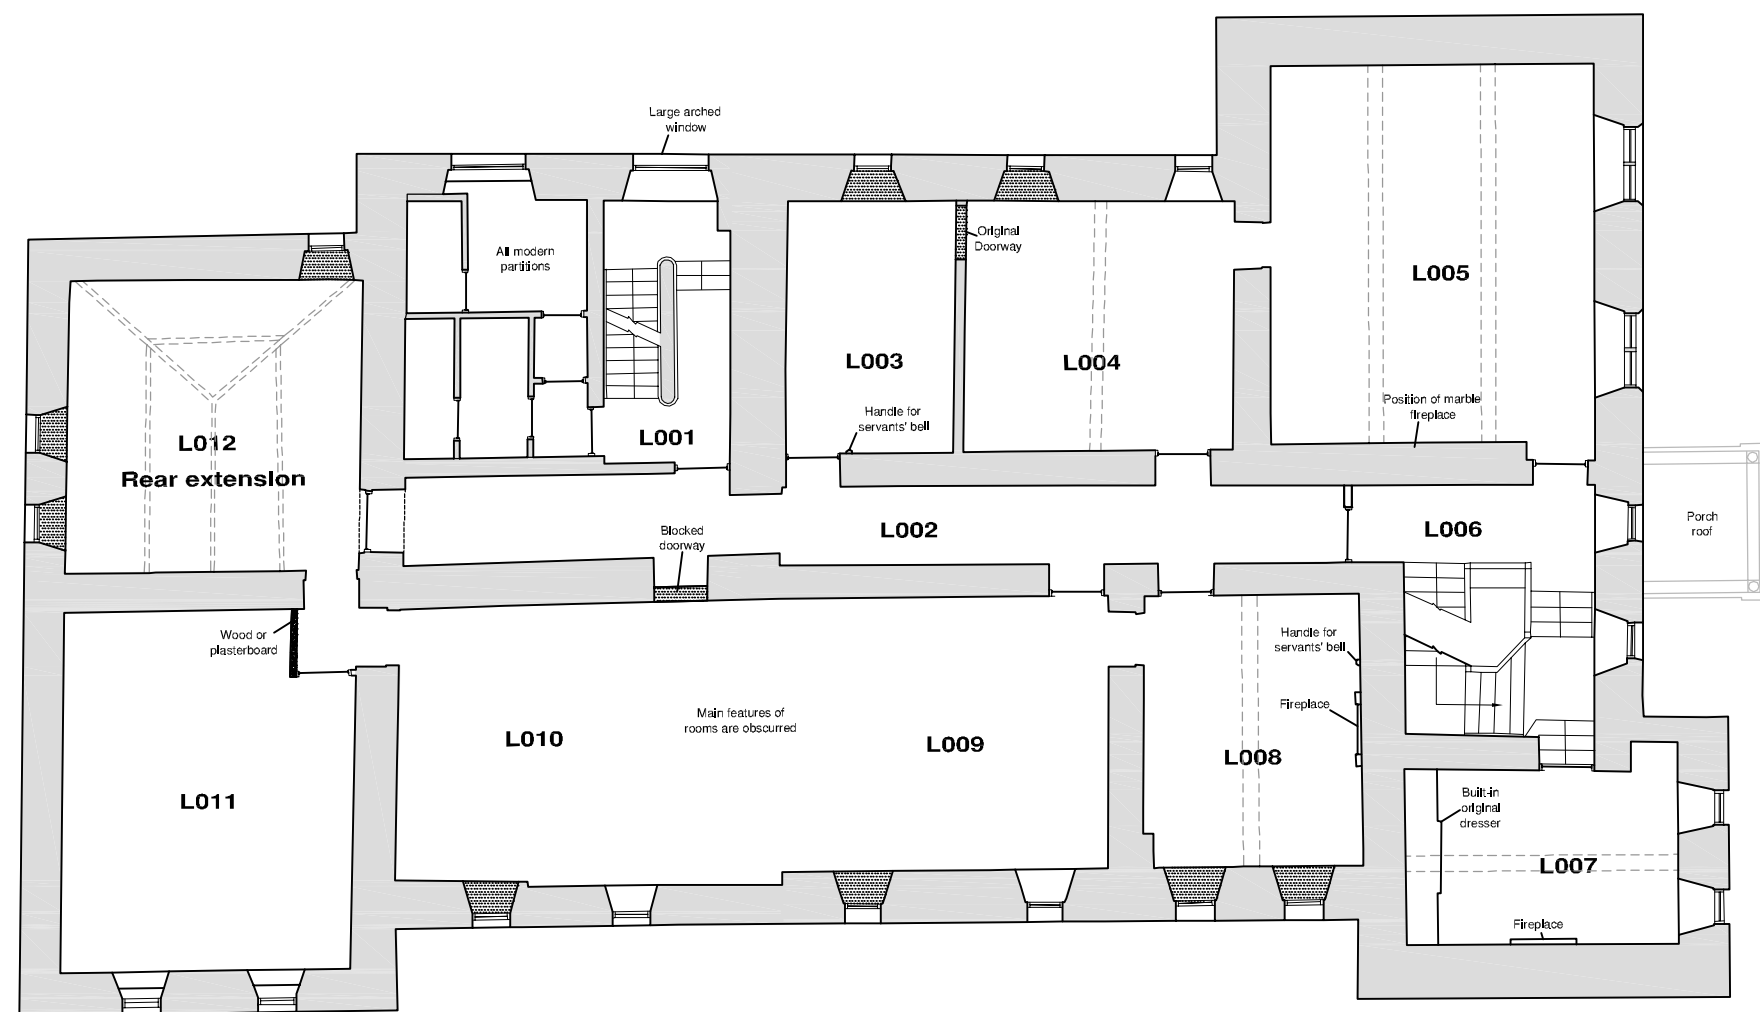 Large arched
window
All modern
partitions
Original
Doorway
L005
L003
L004
Position of marble
fireplace
Handle for
servants' bell
L001
L012
Rear extension
L002
L006
Porch
roof
Blocked
doorway
Wood or
plasterboard
Handle for
servants' bell
Fireplace
Main features of
rooms are obscurred
L010
L009
L008
L011
Built-in
original
dresser
L007
Fireplace